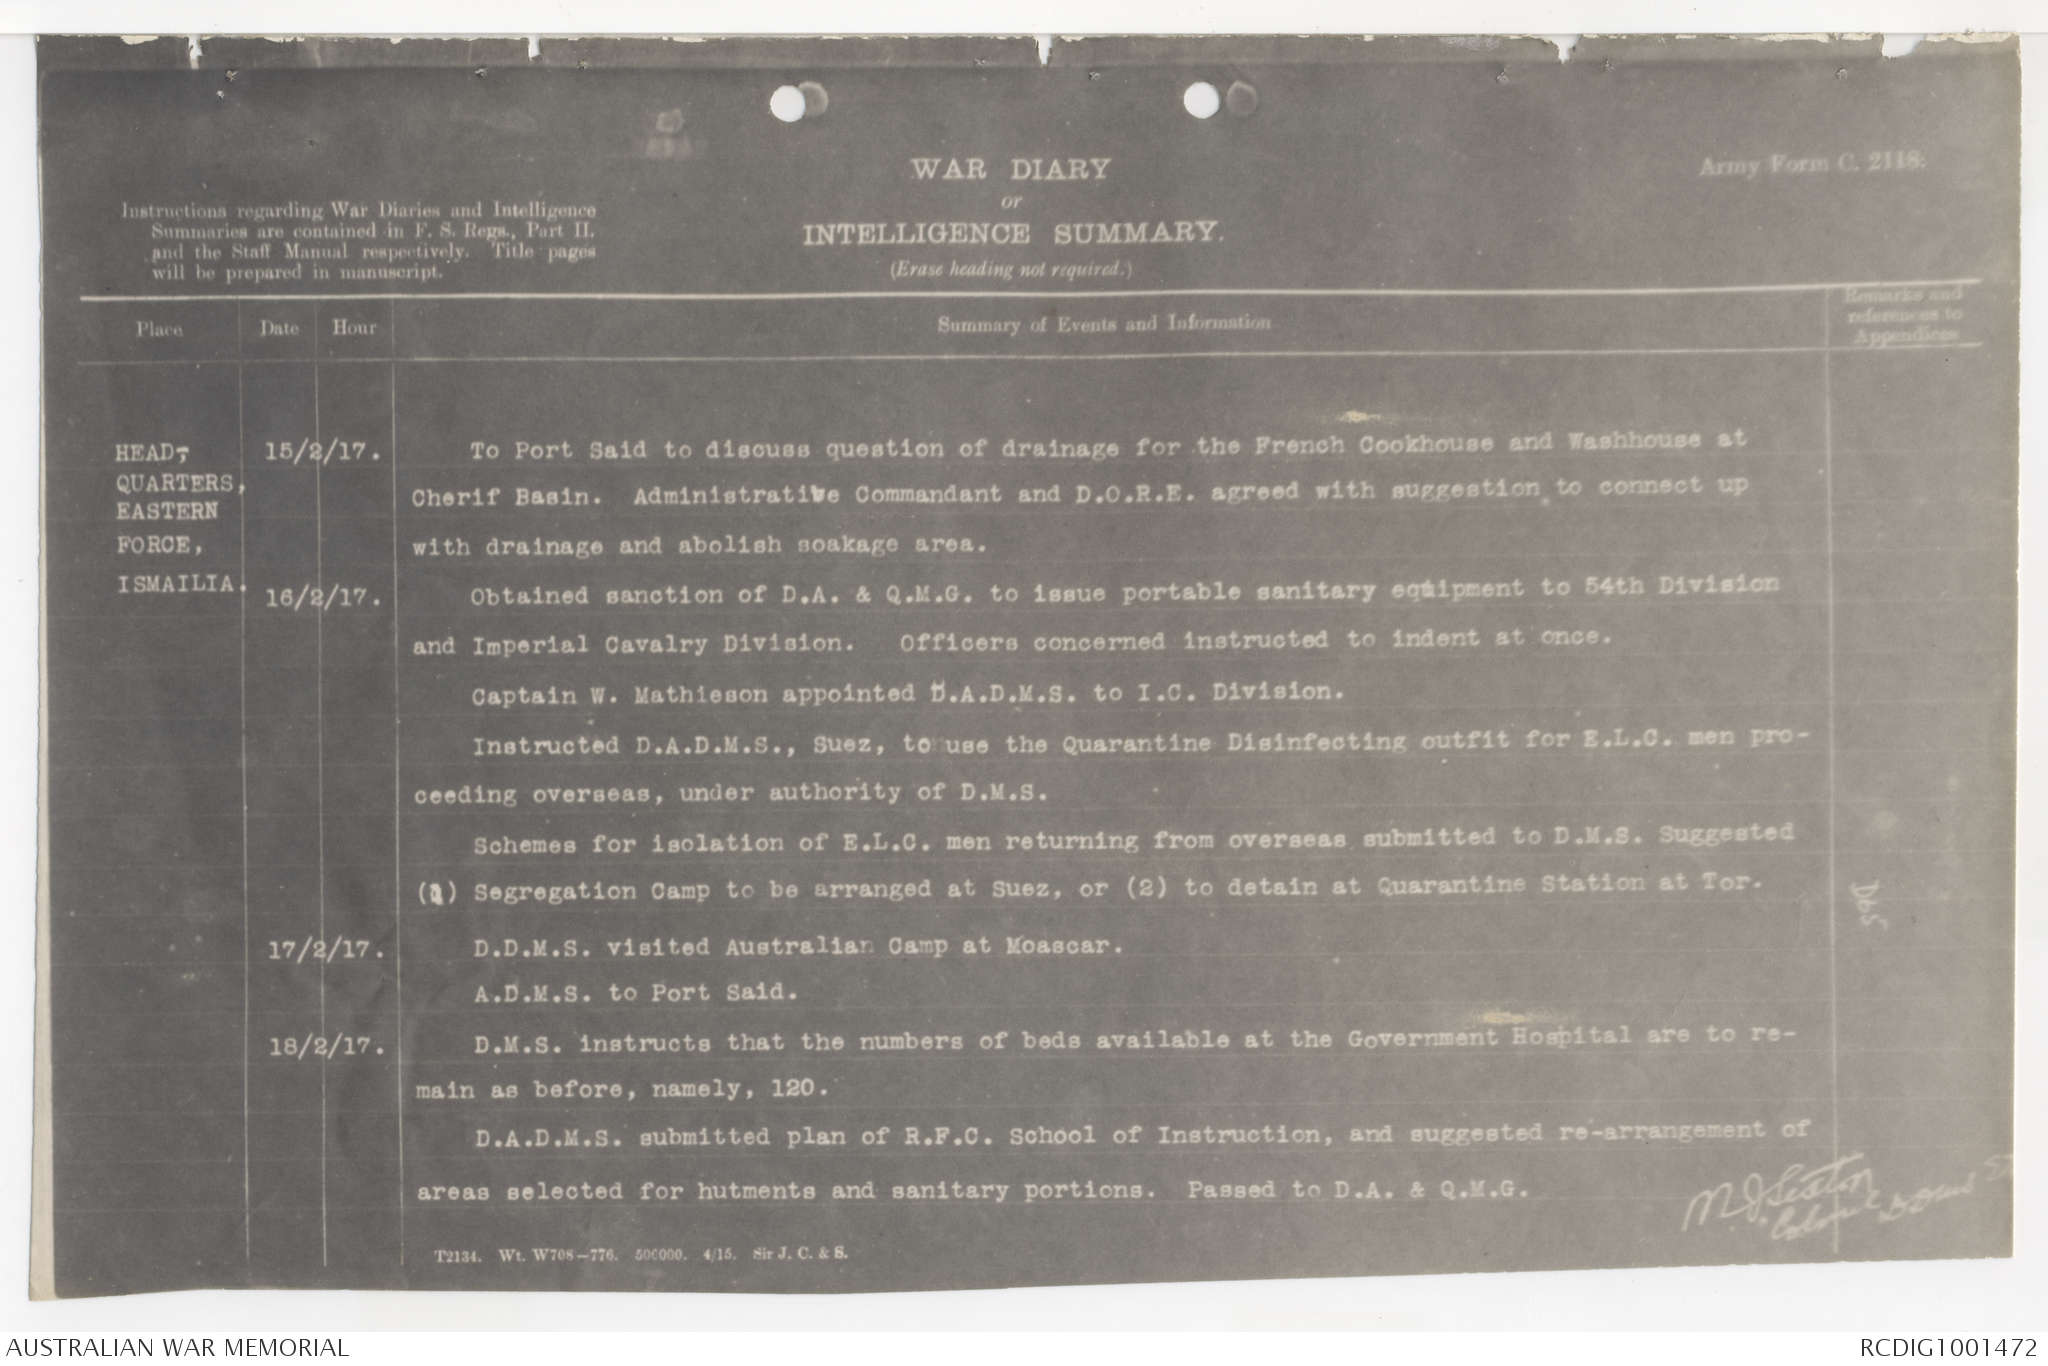 WAR DIARY
or
INTELLIGENCE SUMMARY.
(Erase heading not required.)
Army Form C. 2118.
Instructions regarding War Diaries and Intelligence
Summaries are contained in F. S. Regs., Part II.
and the Staff Manual respectively. Title pages
will be prepared in manuscript.
Place Date Hour Summary of Events and Information
Remarks and
references to
Appendices
HEAD-
QUARTERS,
EASTERN
FORCE,
ISMAILIA.
15/2/17. To Port Said to discuss question of drainage for the French Cookhouse and Washhouse at
Cherif Basin. Administrative Commandant and D.O.R.E. agreed with suggestion to connect up
with drainage and abolish soakage area.
16/2/17. Obtained sanction of D.A. & Q.M.G. to issue portable sanitary equipment to 54th Division
and Imperial Cavalry Division. Officers concerned instructed to indent at once.
Captain W. Mathieson appointed D.A.D.M.S. to I.C. Division.
Instructed D.A.D.M.S., Suez, to use the Quarantine Disinfecting outfit for E.L.C. men pro-
ceeding overseas, under authority of D.M.S.
Schemes for isolation of E.L.C. men returning from overseas submitted to D.M.S. Suggested
(1) Segregation Camp to be arranged at Suez, or (2) to detain at Quarantine Station at Tor.
D65
17/2/17. D.D.M.S. visited Australian Camp at Moascar.
A.D.M.S. to Port Said.
18/2/17. D.M.S. instructs that the numbers of beds available at the Government Hospital are to re-
main as before, namely, 120.
D.A.D.M.S. submitted plan of R.F.C. School of Instruction, and suggested re-arrangement of
areas selected for hutments and sanitary portions. Passed to D.A. & Q.M.G.
Colonel
T2134. Wt. W708—776. 500000. 4/15. Sir J. C. & S.
AUSTRALIAN WAR MEMORIAL
RCDIG1001472